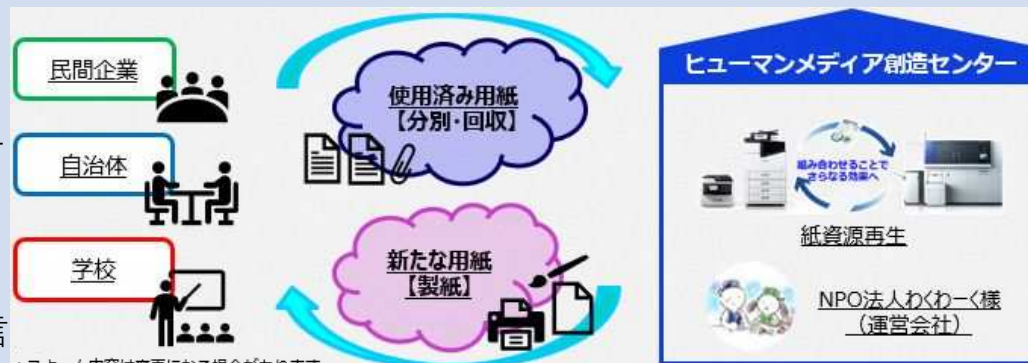 民間企業
自治体
学校
使用済み用紙
【分別・回収】
新たな用紙
【製紙】
ヒューマンメディア創造センター
組み合わせることで
さらなる効果へ
紙資源再生
NPO法人わくわーく様
（運営会社）